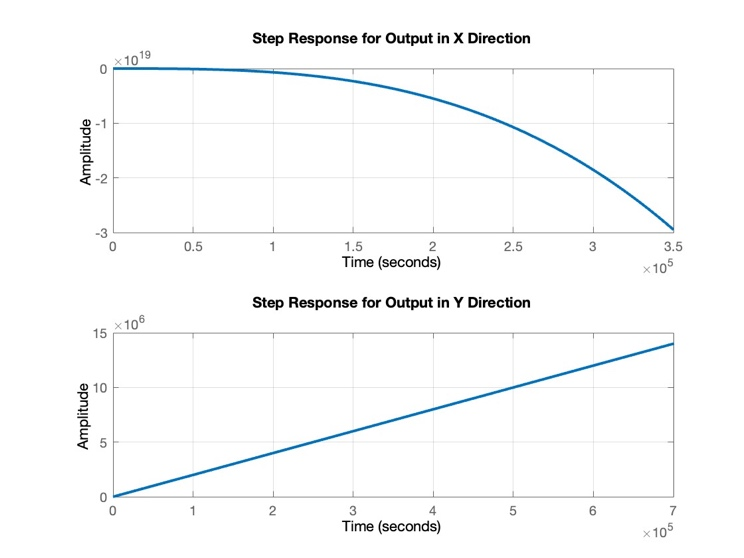 Step Response for Output in X Direction
×10^19
0
-1
-2
-3
Amplitude
0 0.5 1 1.5 2 2.5 3 3.5
Time (seconds)
×10^5
Step Response for Output in Y Direction
×10^6
15
10
5
0
Amplitude
0 1 2 3 4 5 6 7
Time (seconds)
×10^5